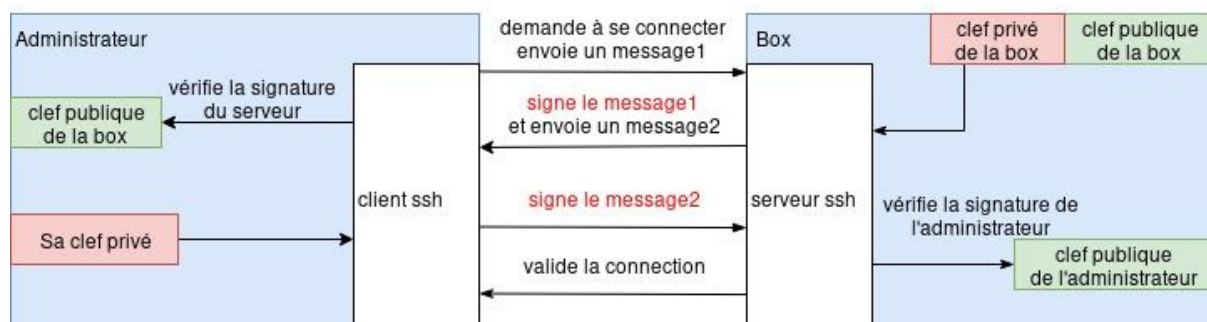 Administrateur
vérifie la signature
du serveur
clef publique
de la box
client ssh
Sa clef privé
demande à se connecter
envoie un message1
signe le message1
et envoie un message2
signe le message2
valide la connection
Box
clef privé
de la box
clef publique
de la box
serveur ssh
vérifie la signature de
l'administrateur
clef publique
de l'administrateur